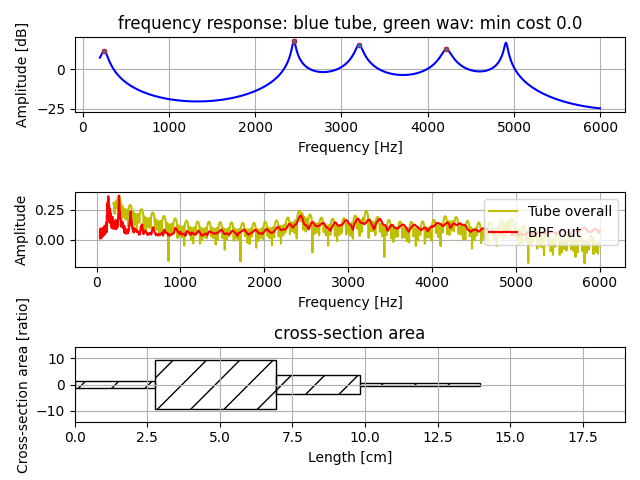 frequency response: blue tube, green wav: min cost 0.0
Amplitude [dB]
0
−25
0 1000 2000 3000 4000 5000 6000
Frequency [Hz]
Amplitude
0.25
0.00
Tube overall
BPF out
0 1000 2000 3000 4000 5000 6000
Frequency [Hz]
cross-section area
Cross-section area [ratio]
10
0
−10
0.0 2.5 5.0 7.5 10.0 12.5 15.0 17.5
Length [cm]